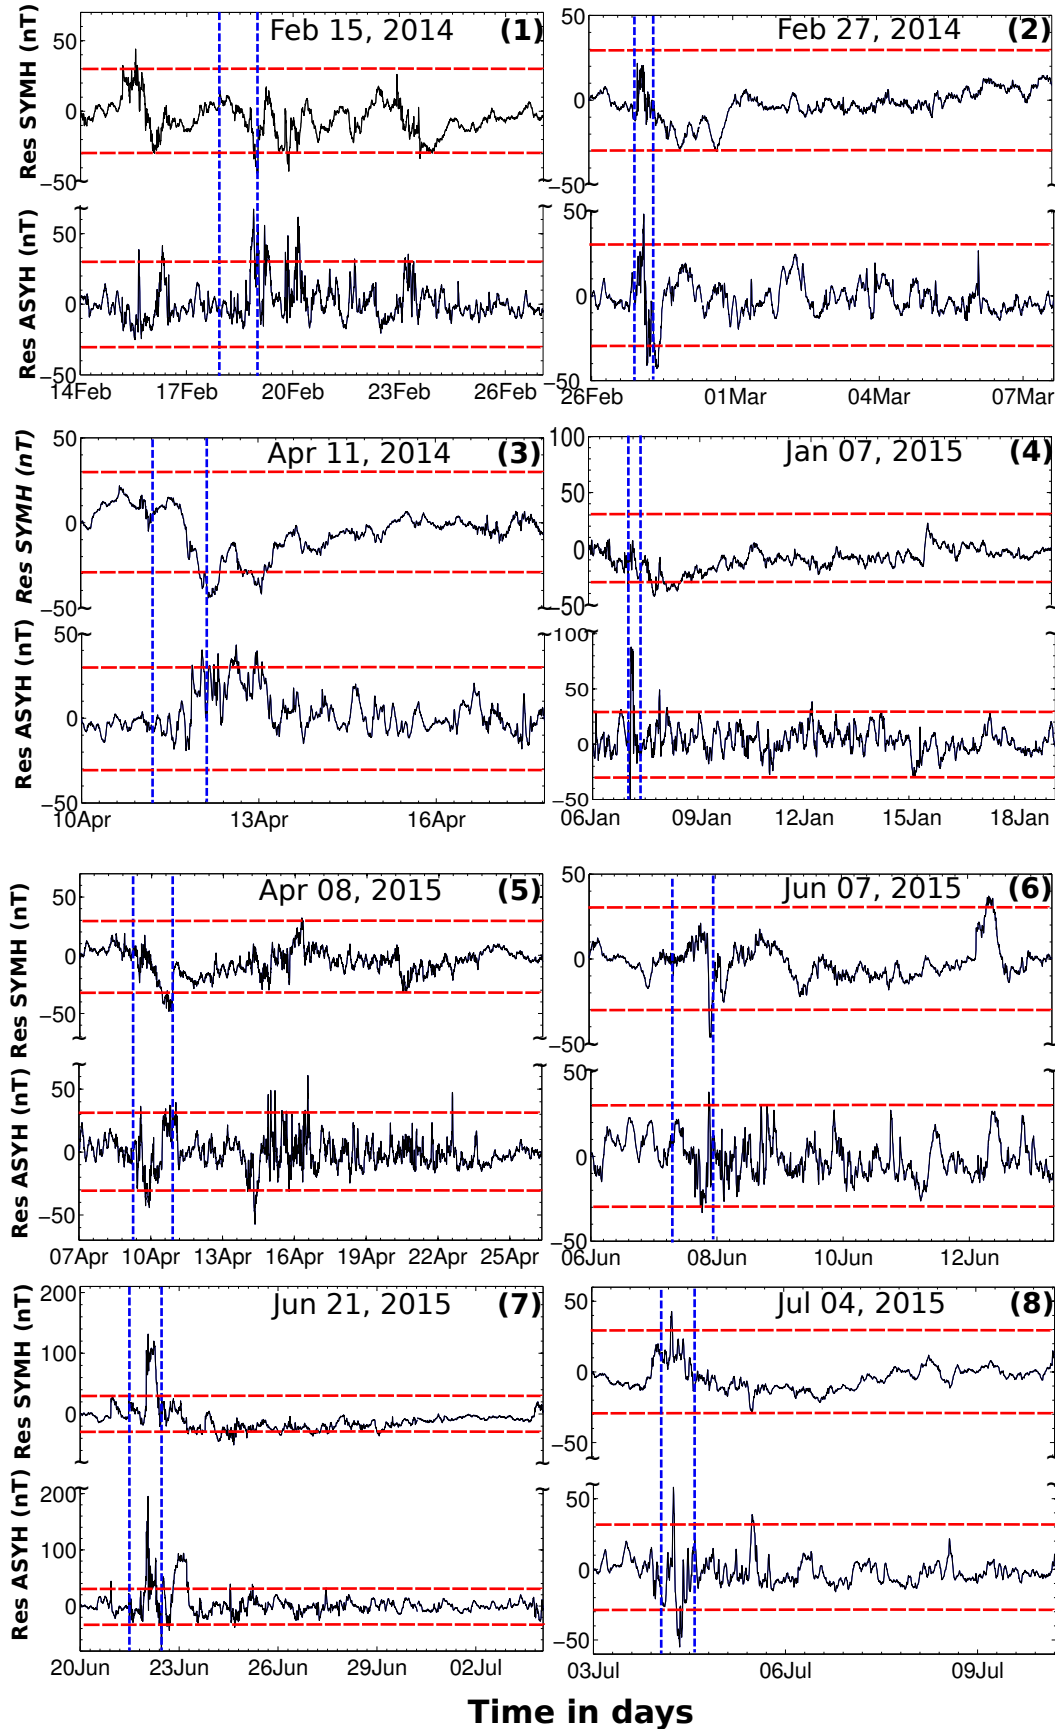 Feb 15, 2014 (1)
Res SYMH (nT)
50
0
−50
Res ASYH (nT)
50
0
−50
14Feb 17Feb 20Feb 23Feb 26Feb
Feb 27, 2014 (2)
50
0
−50
50
0
−50
26Feb 01Mar 04Mar 07Mar
Apr 11, 2014 (3)
Res SYMH (nT)
50
0
−50
Res ASYH (nT)
50
0
−50
10Apr 13Apr 16Apr
Jan 07, 2015 (4)
100
50
0
−50
100
50
0
−50
06Jan 09Jan 12Jan 15Jan 18Jan
Apr 08, 2015 (5)
Res SYMH (nT)
50
0
−50
Res ASYH (nT)
50
0
−50
07Apr 10Apr 13Apr 16Apr 19Apr 22Apr 25Apr
Jun 07, 2015 (6)
50
0
−50
50
0
−50
06Jun 08Jun 10Jun 12Jun
Jun 21, 2015 (7)
Res SYMH (nT)
200
100
0
Res ASYH (nT)
200
100
0
20Jun 23Jun 26Jun 29Jun 02Jul
Jul 04, 2015 (8)
50
0
−50
50
0
−50
03Jul 06Jul 09Jul
Time in days